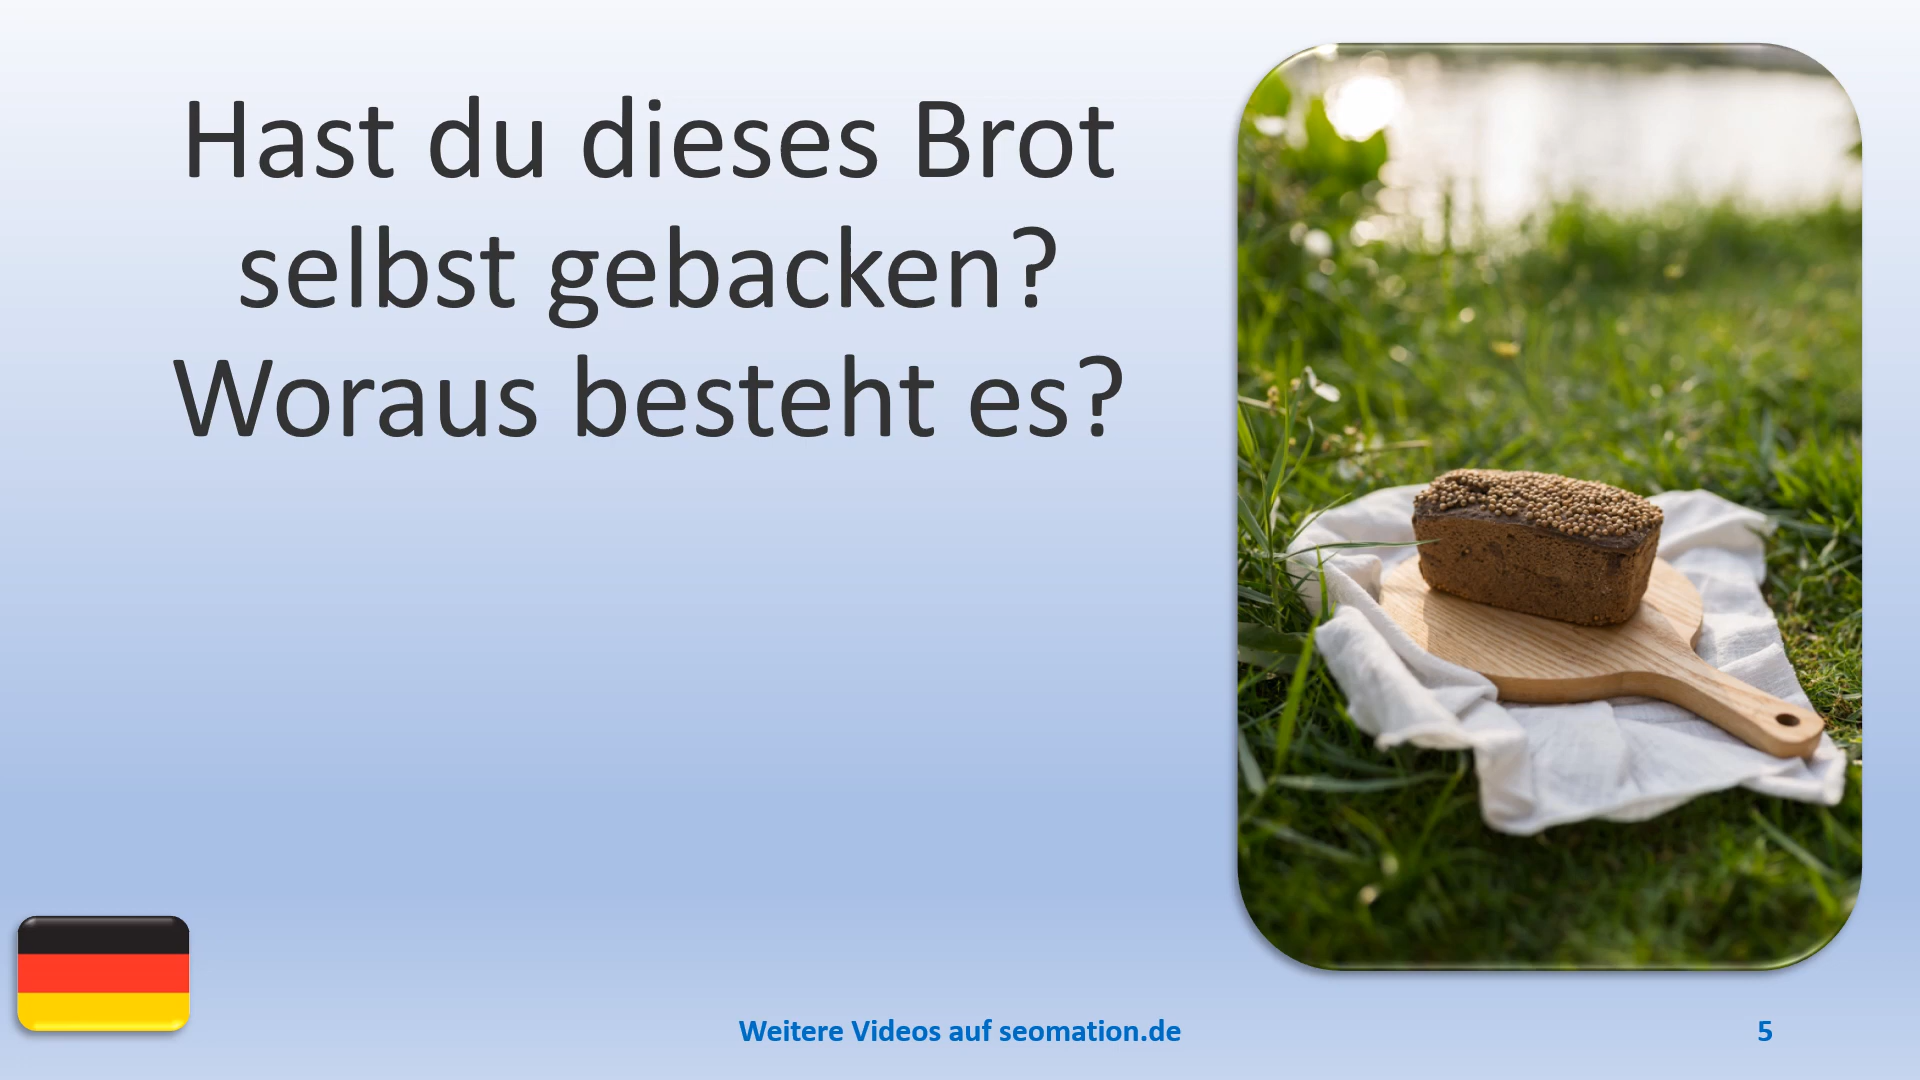 Hast du dieses Brot
selbst gebacken?
Woraus besteht es?
Weitere Videos auf seomation.de
5